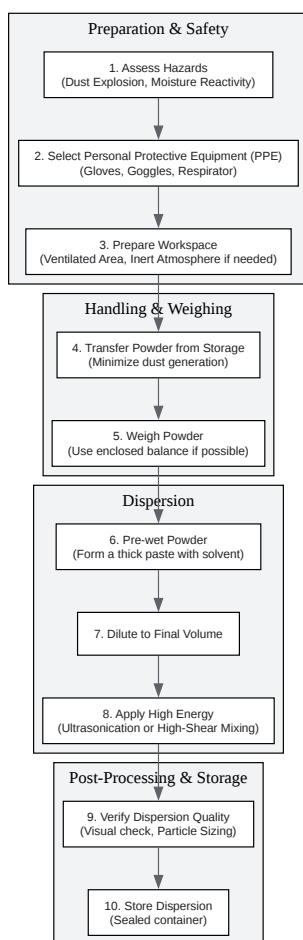 Preparation & Safety
1. Assess Hazards
(Dust Explosion, Moisture Reactivity)
2. Select Personal Protective Equipment (PPE)
(Gloves, Goggles, Respirator)
3. Prepare Workspace
(Ventilated Area, Inert Atmosphere if needed)
Handling & Weighing
4. Transfer Powder from Storage
(Minimize dust generation)
5. Weigh Powder
(Use enclosed balance if possible)
Dispersion
6. Pre-wet Powder
(Form a thick paste with solvent)
7. Dilute to Final Volume
8. Apply High Energy
(Ultrasonication or High-Shear Mixing)
Post-Processing & Storage
9. Verify Dispersion Quality
(Visual check, Particle Sizing)
10. Store Dispersion
(Sealed container)